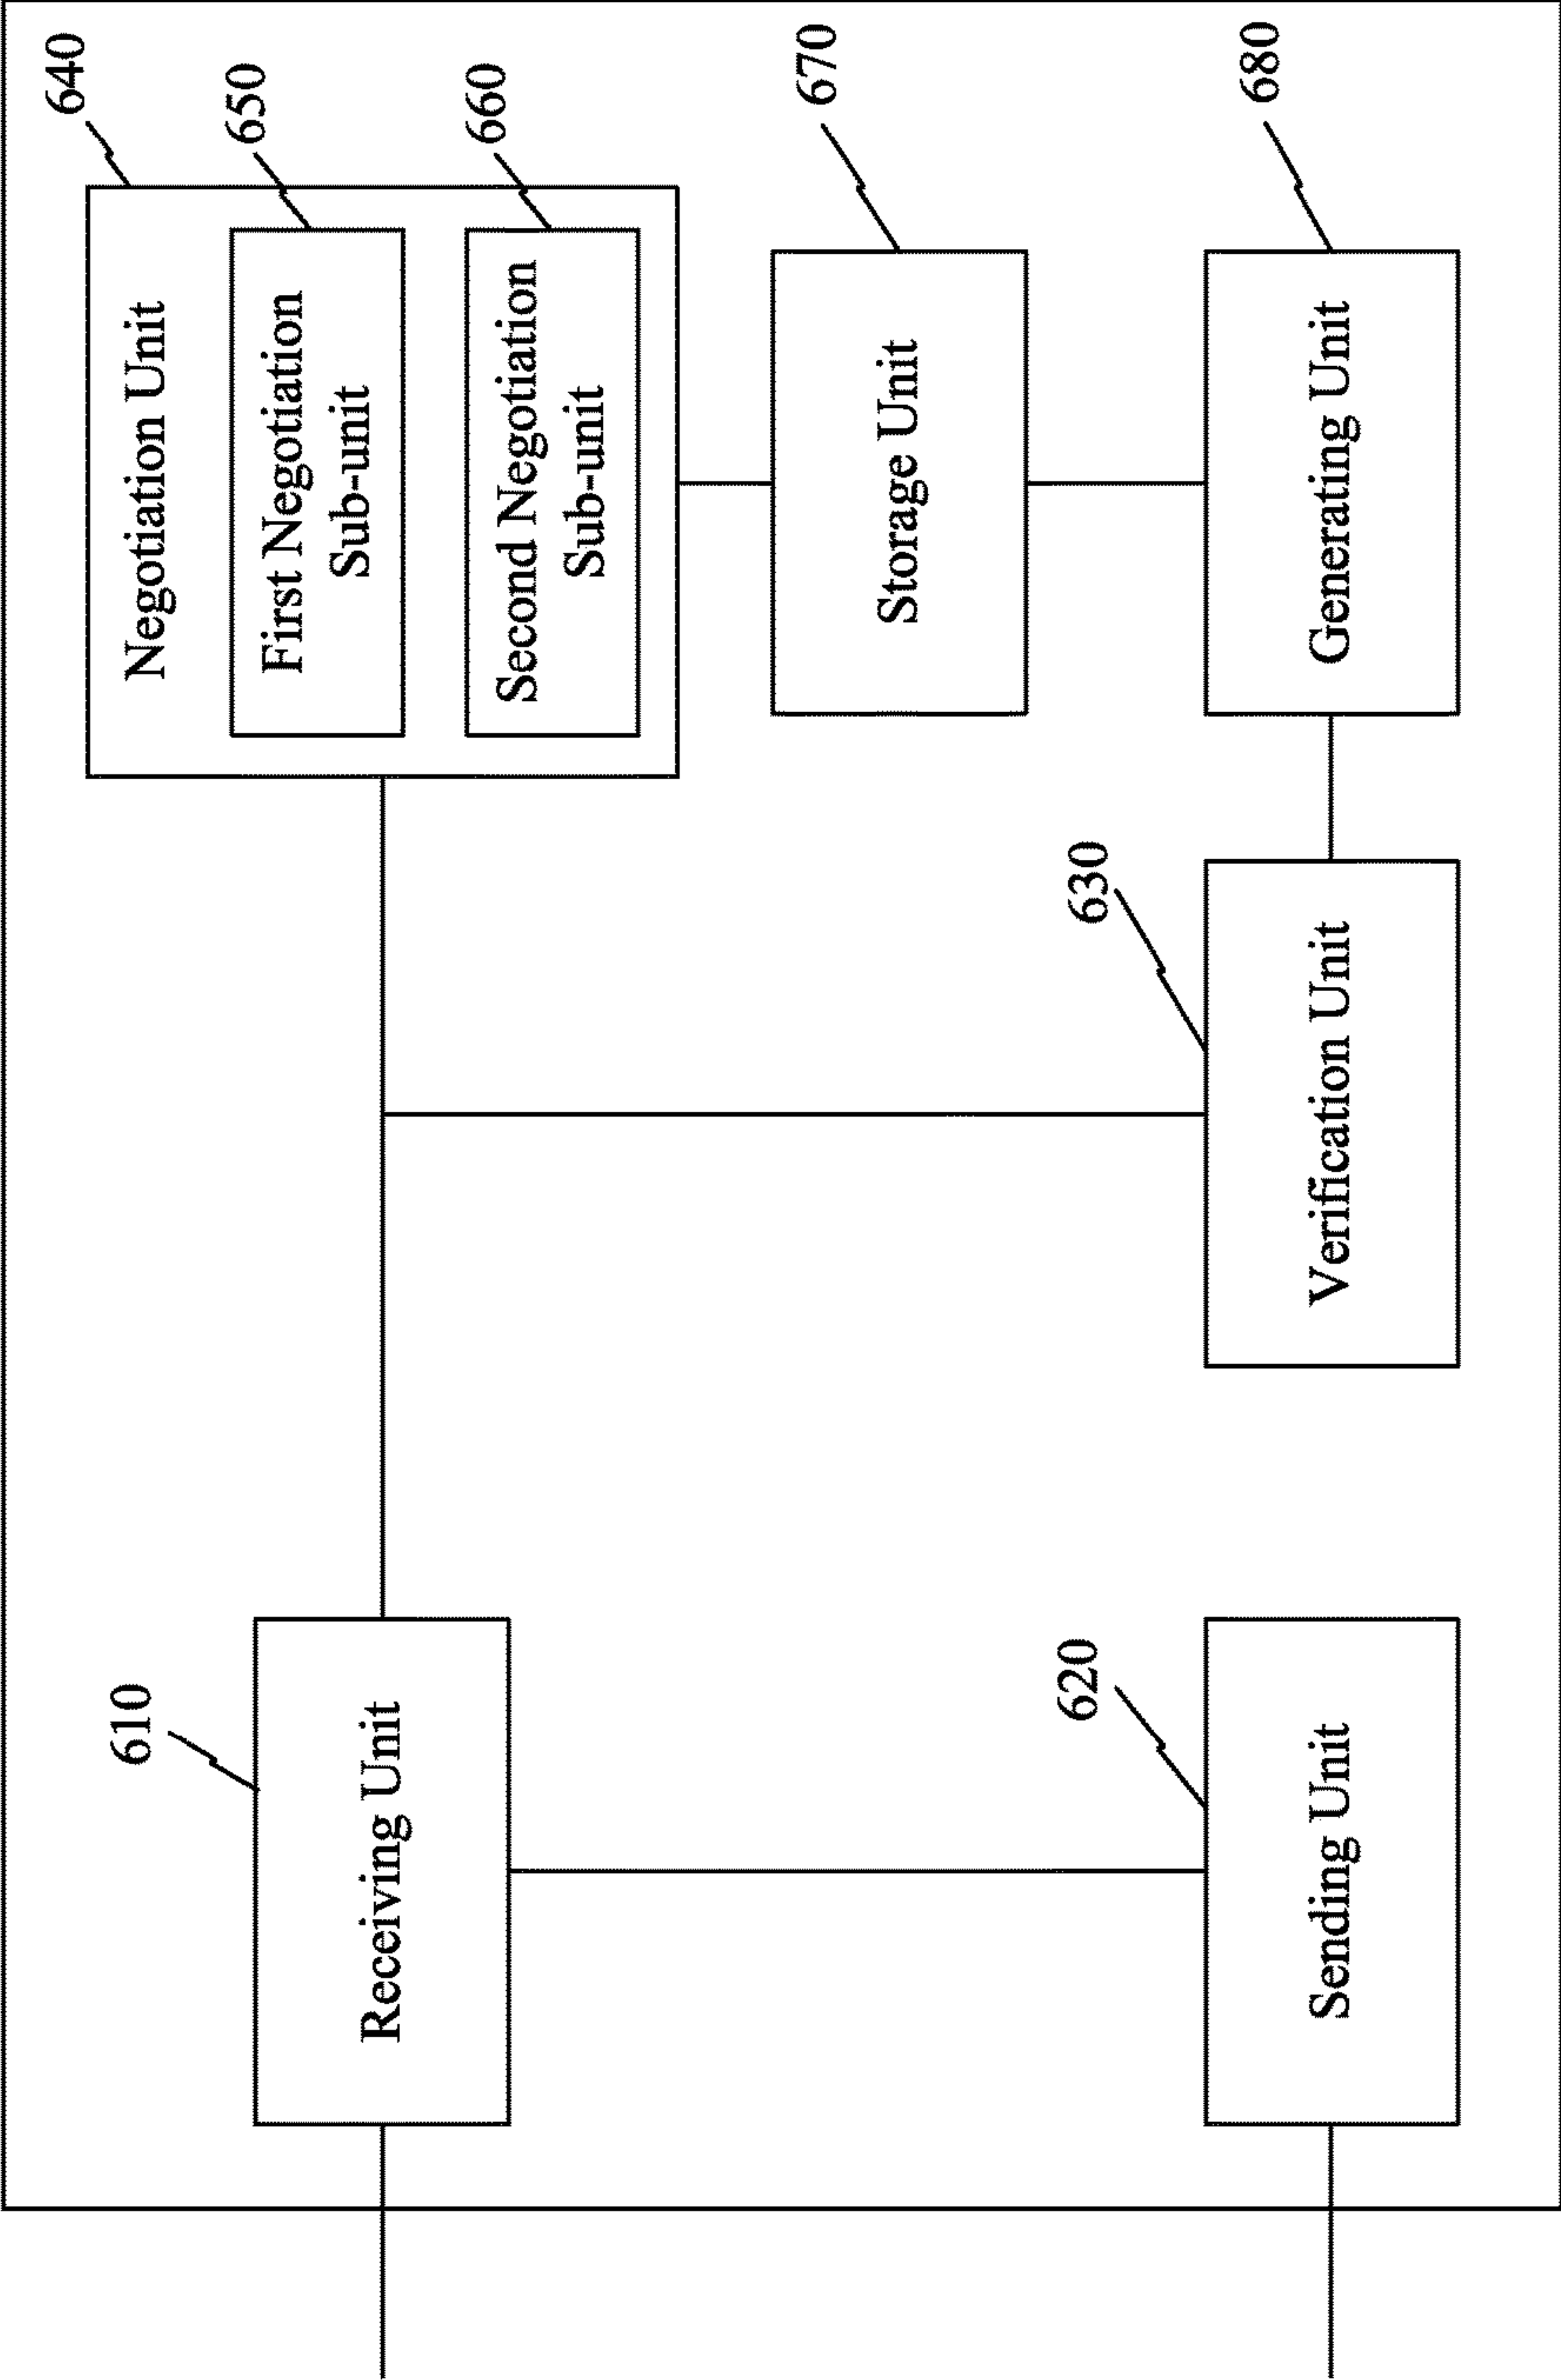 640
610
Negotiation Unit
650
First Negotiation
Sub-unit
Receiving Unit
660
Second Negotiation
Sub-unit
670
Storage Unit
620
630
680
Sending Unit
Verification Unit
Generating Unit